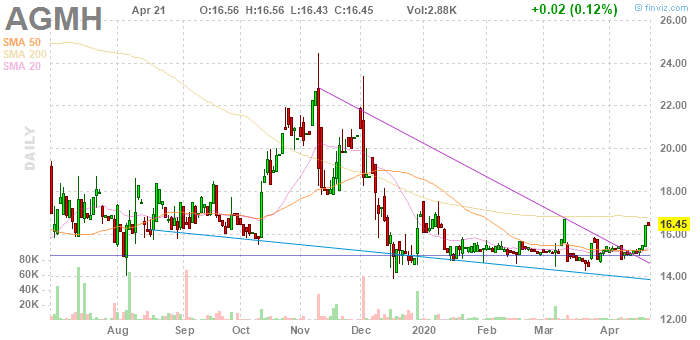 © finviz.com
AGMH Apr 21 O:16.56 H:16.56 L:16.43 C:16.45 Vol:2.88K +0.02 (0.12%)
SMA 50
SMA 200
SMA 20
DAILY
26.00
24.00
22.00
20.00
18.00
16.45
16.00
14.00
12.00
80K
60K
40K
20K
Aug Sep Oct Nov Dec 2020 Feb Mar Apr